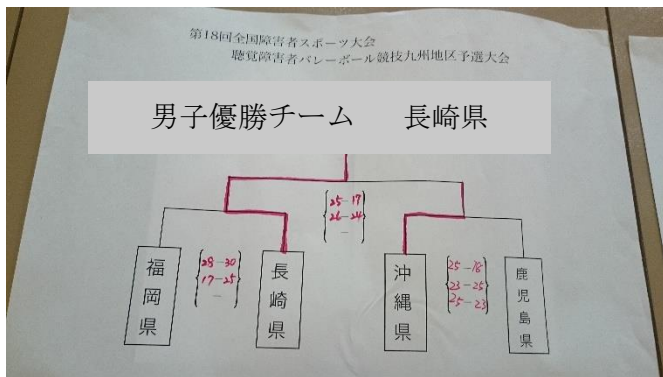 第18回全国障害者スポーツ大会
聴覚障害者バレーボール競技九州地区予選大会
男子優勝チーム 長崎県
25-17
26-24
-
福岡県
28-30
17-25
-
長崎県
沖縄県
25-18
23-25
25-23
鹿児島県